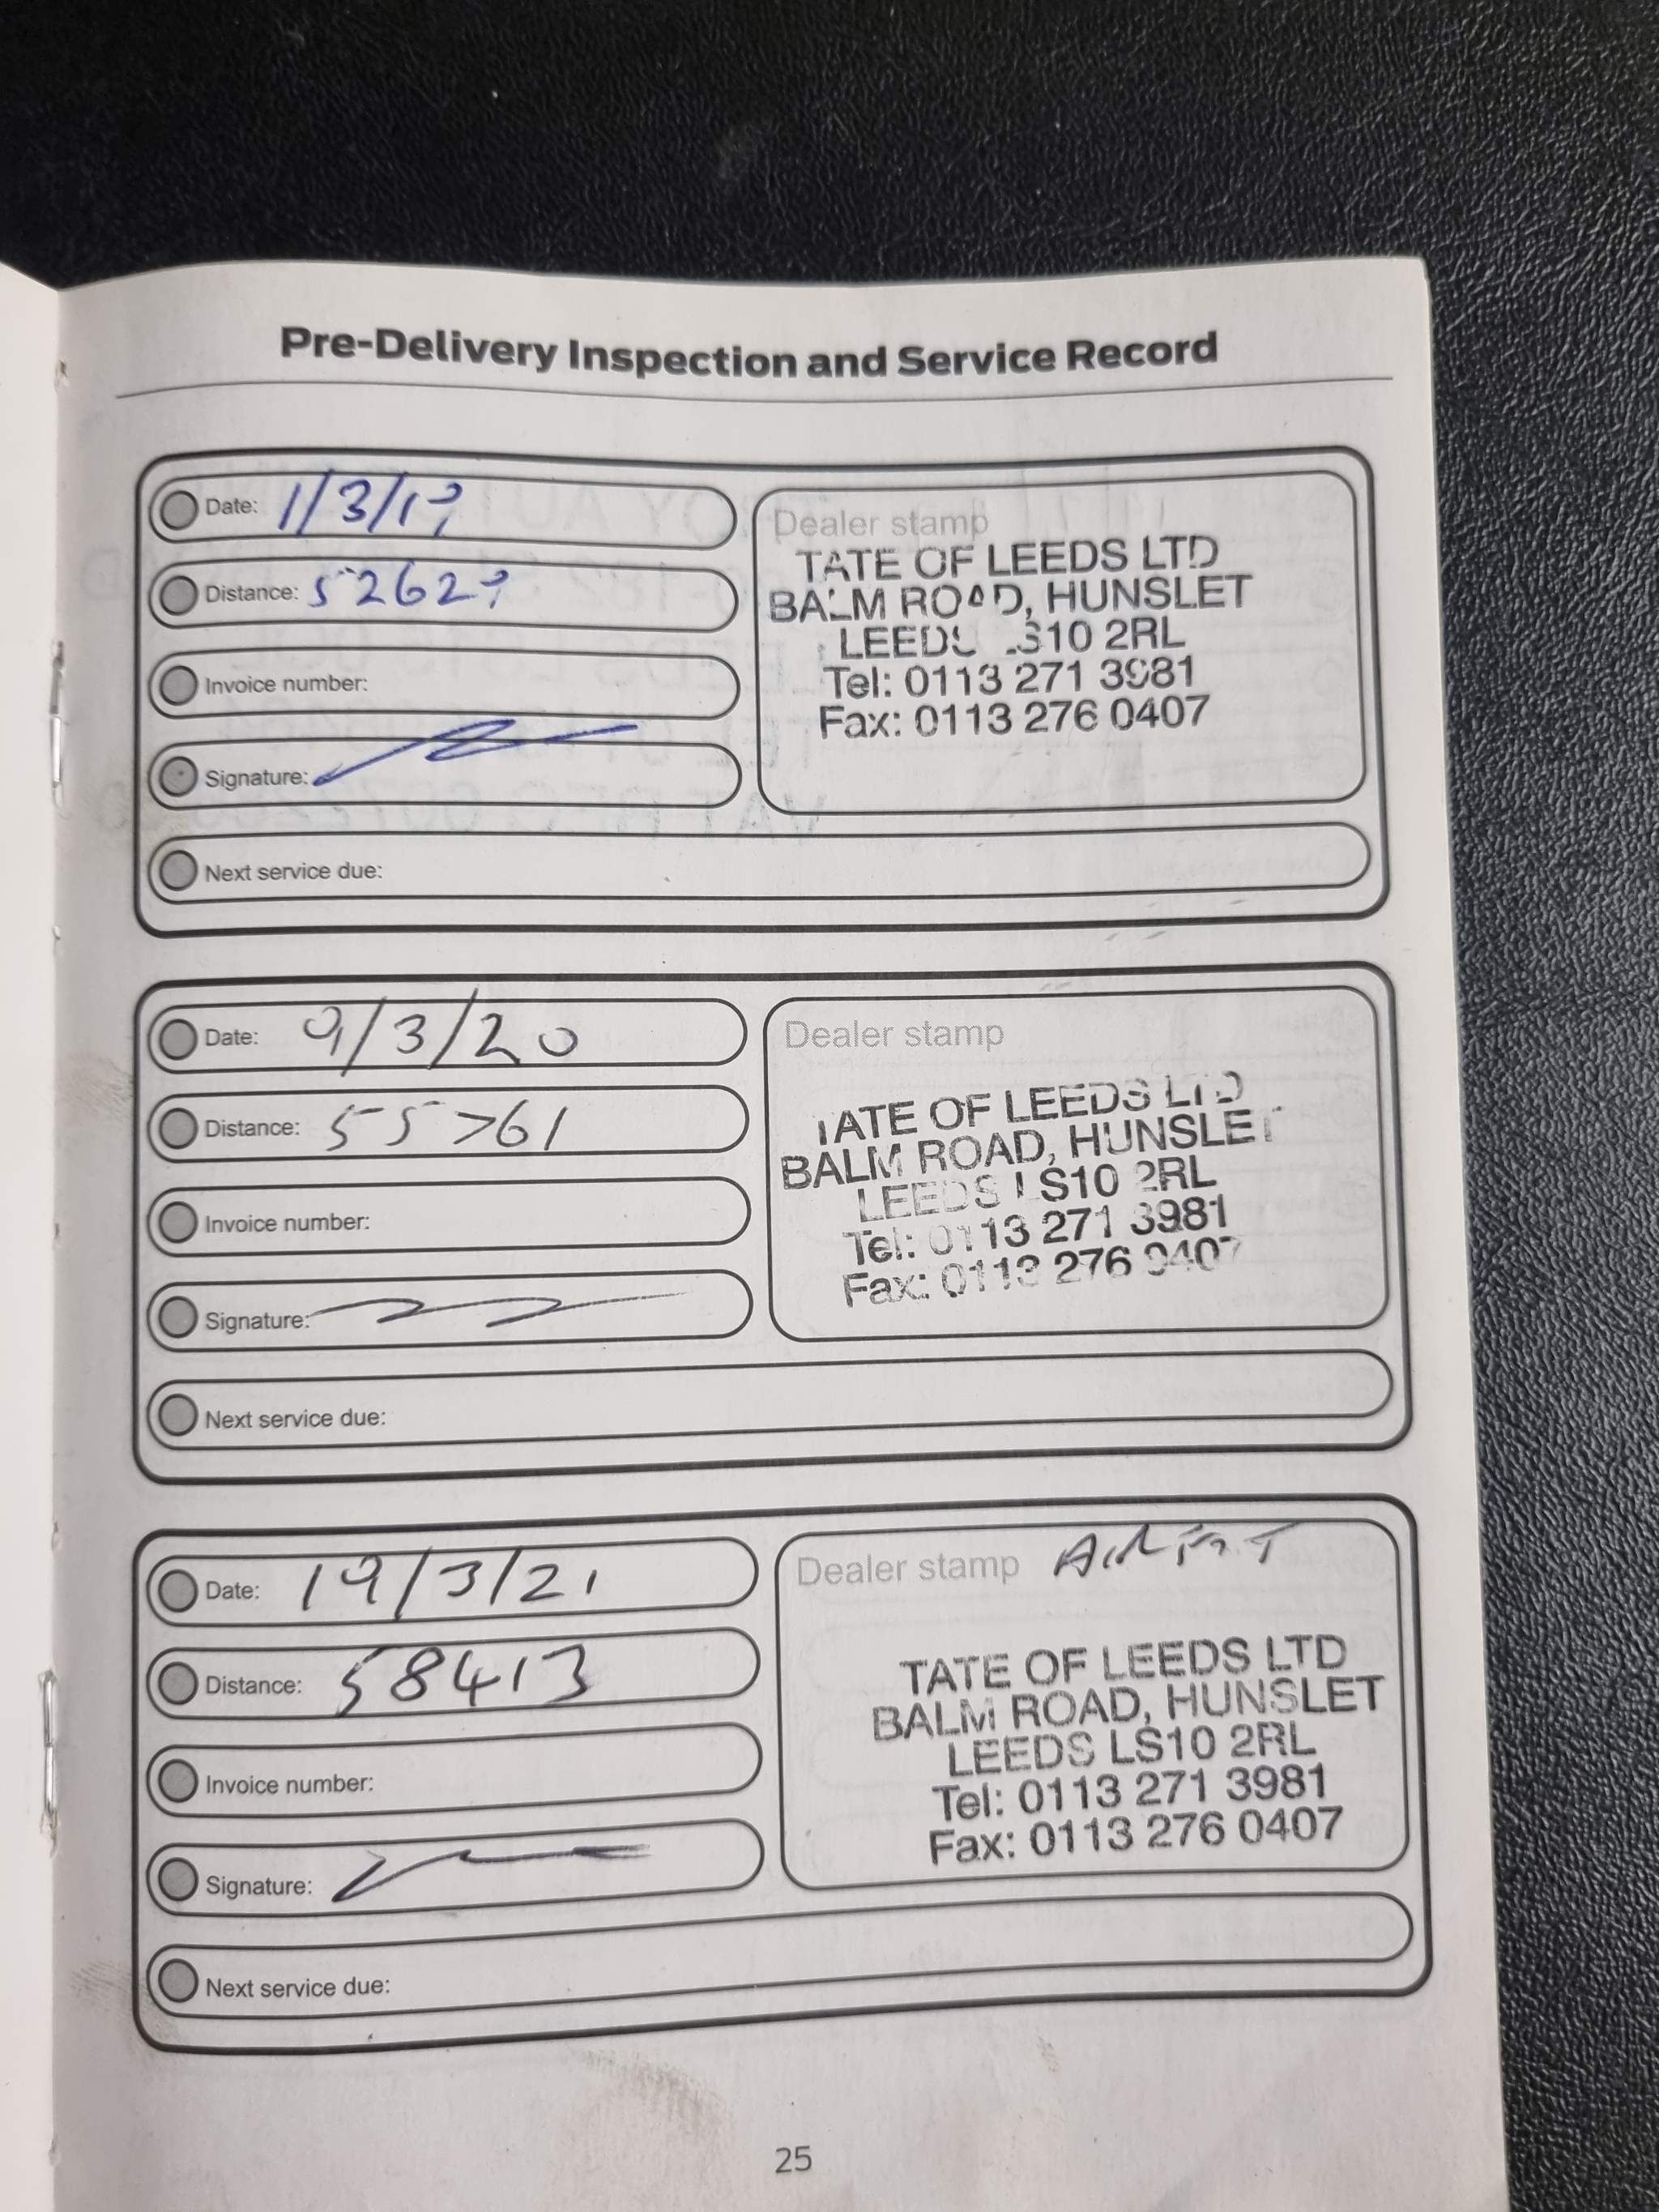 Pre-Delivery Inspection and Service Record
Date: 1/3/19
Distance: 52629
Invoice number:
Signature:
Dealer stamp
TATE OF LEEDS LTD
BALM ROAD, HUNSLET
LEEDS LS10 2RL
Tel: 0113 271 3981
Fax: 0113 276 0407
Next service due:
Date: 9/3/20
Distance: 55761
Invoice number:
Signature:
Dealer stamp
TATE OF LEEDS LTD
BALM ROAD, HUNSLET
LEEDS LS10 2RL
Tel: 0113 271 3981
Fax: 0113 276 0407
Next service due:
Date: 19/3/21
Distance: 58413
Invoice number:
Signature:
Dealer stamp
TATE OF LEEDS LTD
BALM ROAD, HUNSLET
LEEDS LS10 2RL
Tel: 0113 271 3981
Fax: 0113 276 0407
Next service due:
25